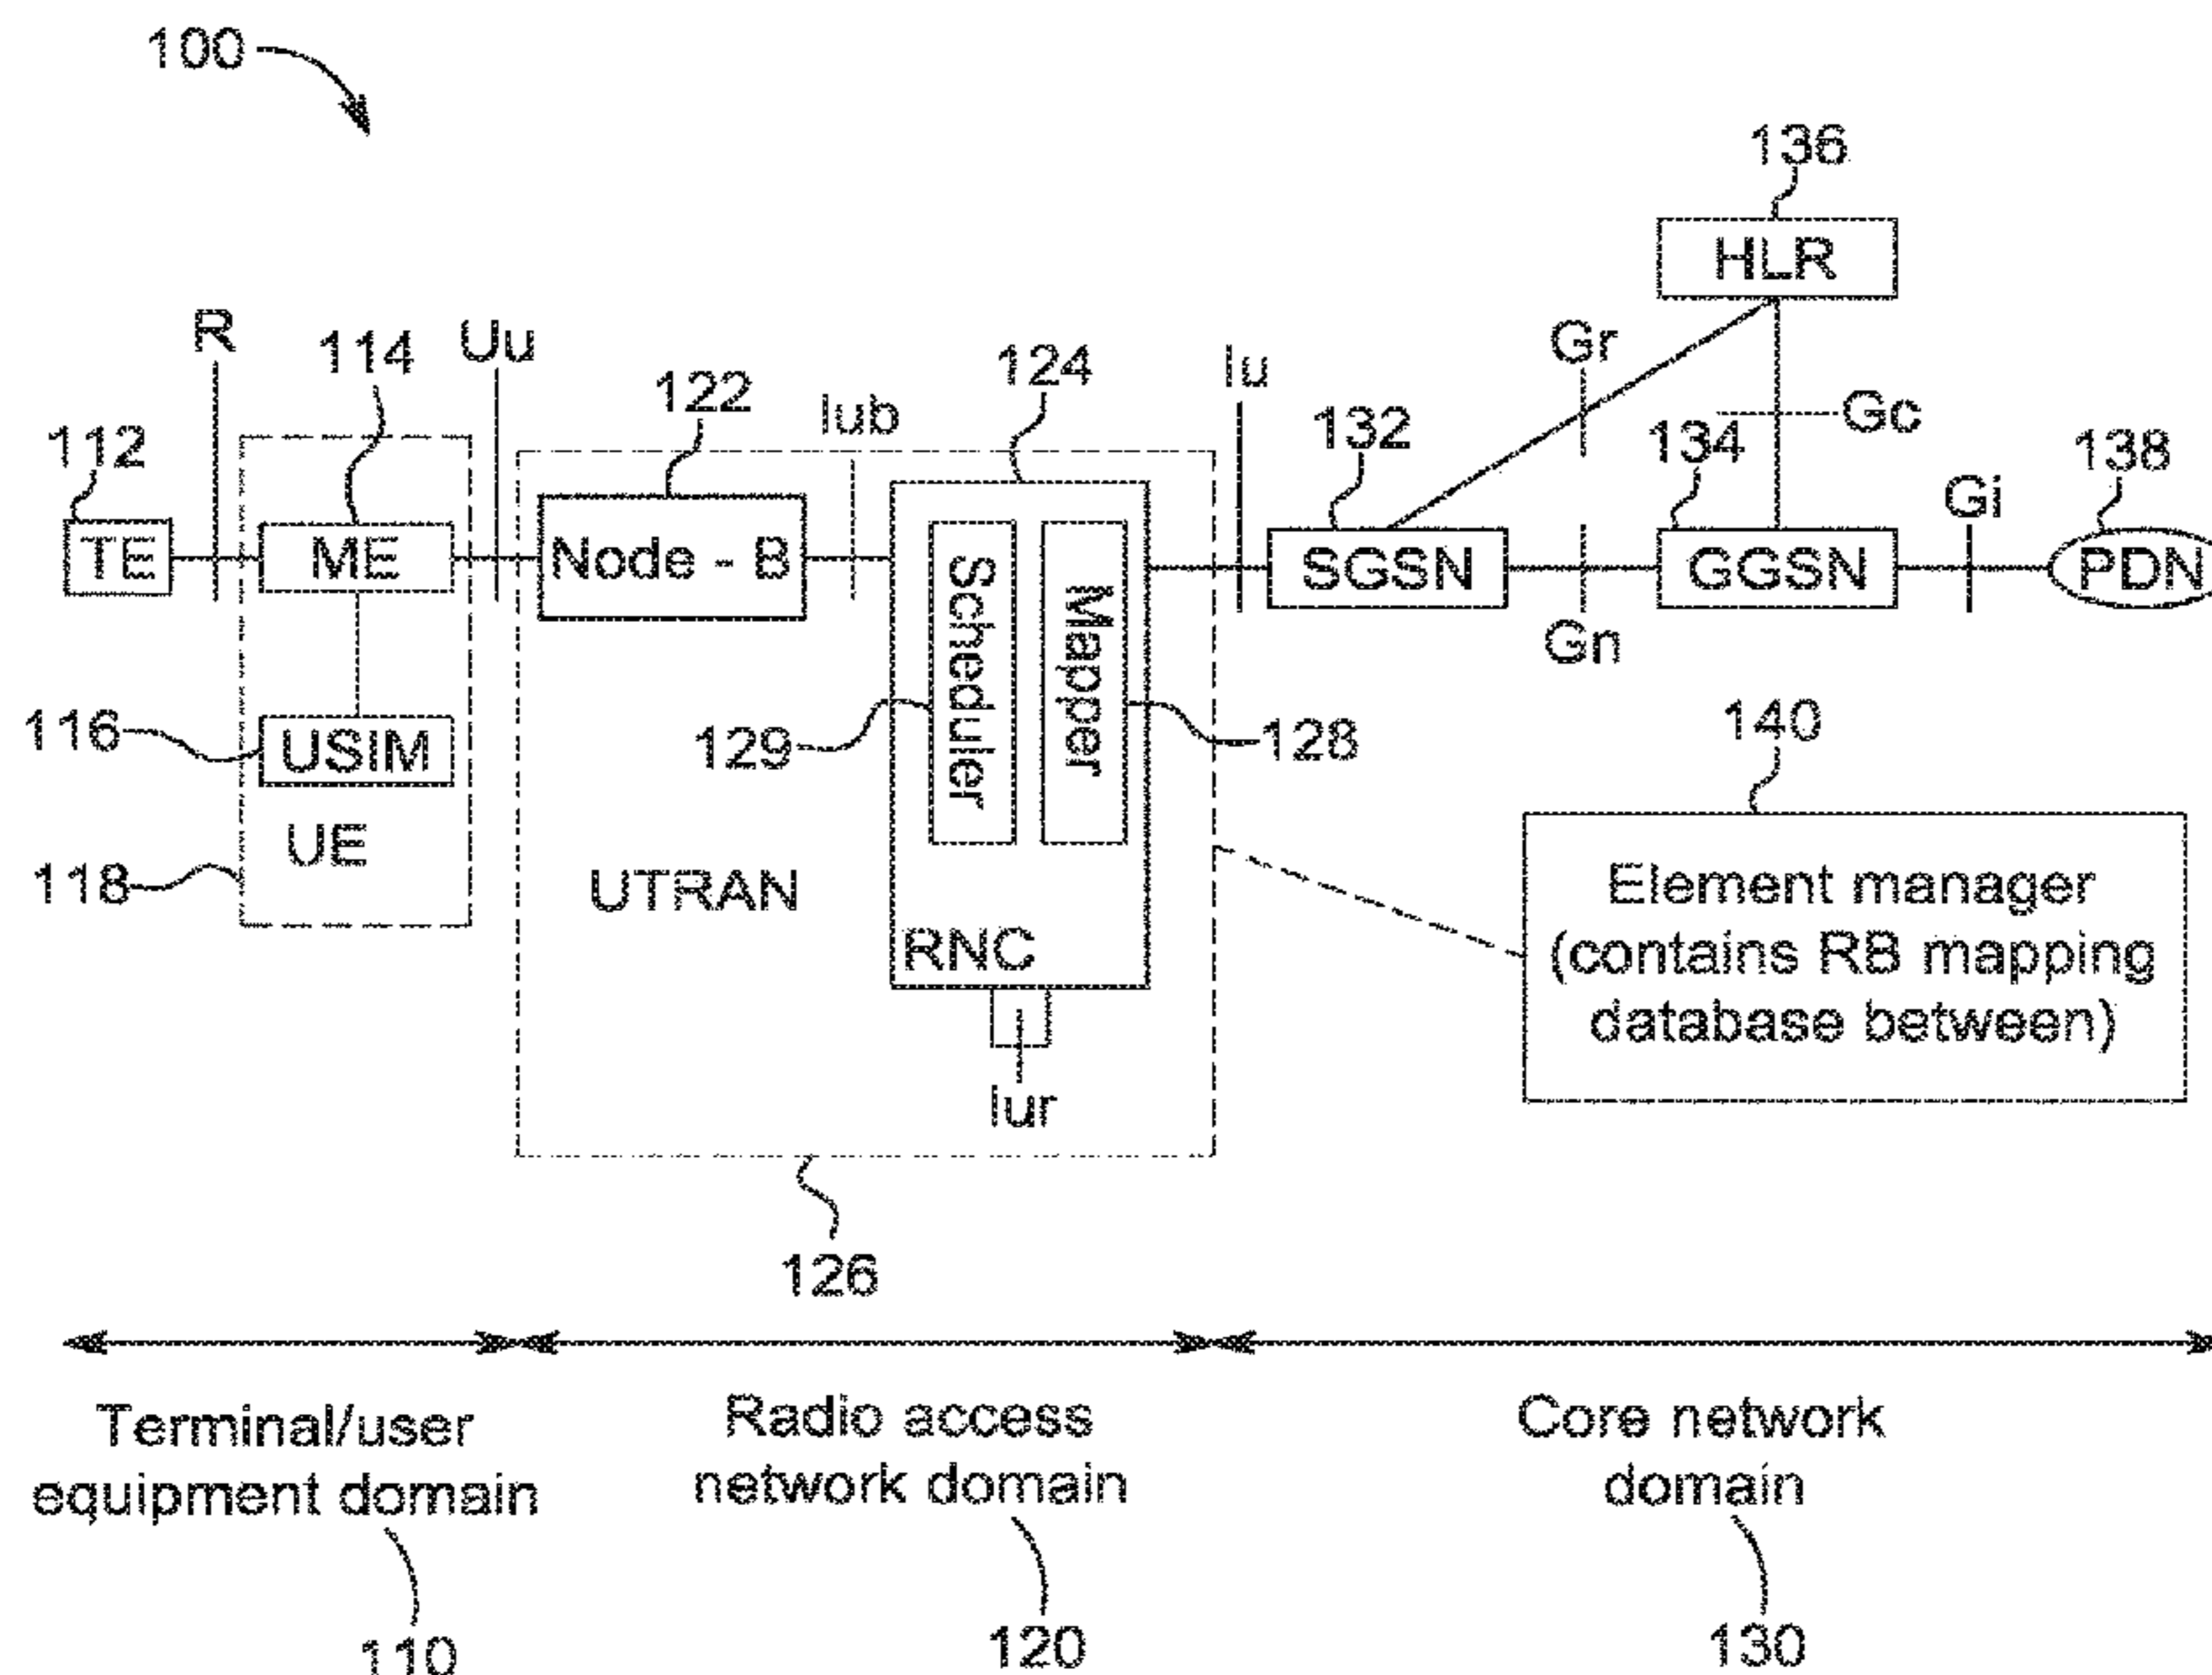 100
136
HLR
R
114
Uu
122
Iub
124
Iu
Gr
132
134
Gc
138
Gi
112
TE
ME
Node - B
Scheduler
Mapper
SGSN
GGSN
PDN
Gn
116
USIM
129
128
140
UE
118
UTRAN
RNC
Iur
Element manager
(contains RB mapping
database between)
126
Terminal/user
equipment domain
Radio access
network domain
Core network
domain
110
120
130